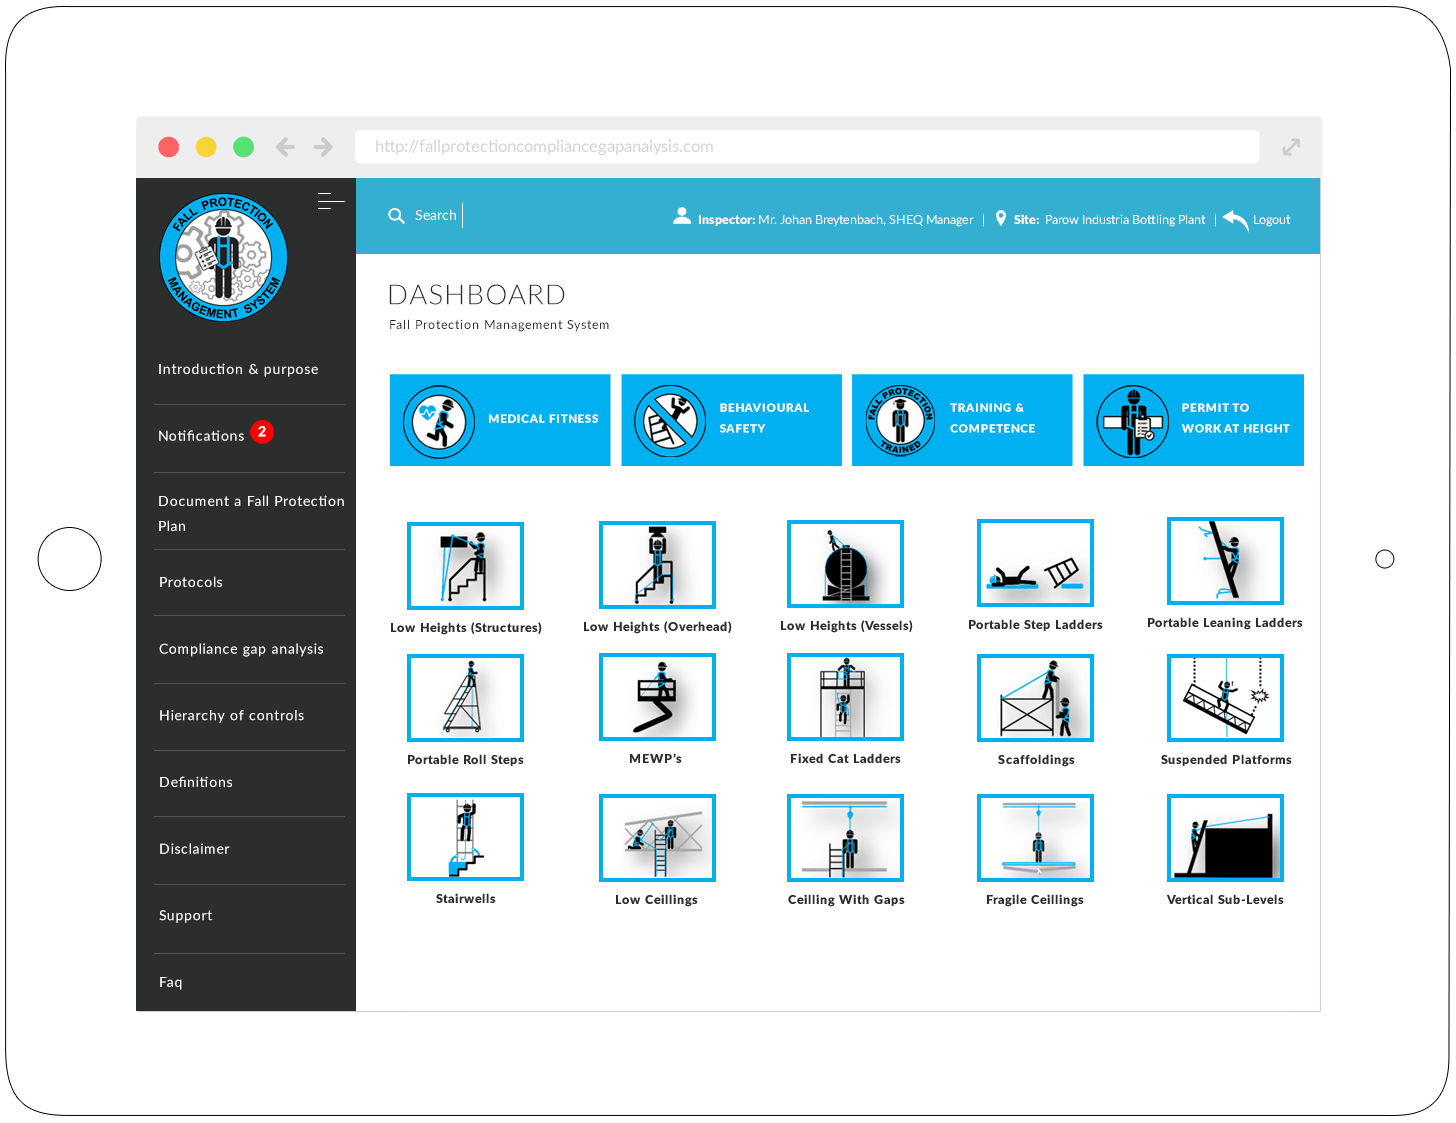 http://fallprotectioncompliancegapanalysis.com
FALL PROTECTION
MANAGEMENT SYSTEM
Search
Inspector: Mr. Johan Breytenbach, SHEQ Manager | Site: Parow Industria Bottling Plant | Logout
DASHBOARD
Fall Protection Management System
Introduction & purpose
Notifications 2
Document a Fall Protection
Plan
Protocols
Compliance gap analysis
Hierarchy of controls
Definitions
Disclaimer
Support
Faq
MEDICAL FITNESS
BEHAVIOURAL
SAFETY
FALL PROTECTION
TRAINED
TRAINING &
COMPETENCE
PERMIT TO
WORK AT HEIGHT
Low Heights (Structures)
Low Heights (Overhead)
Low Heights (Vessels)
Portable Step Ladders
Portable Leaning Ladders
Portable Roll Steps
MEWP's
Fixed Cat Ladders
Scaffoldings
Suspended Platforms
Stairwells
Low Ceillings
Ceilling With Gaps
Fragile Ceillings
Vertical Sub-Levels